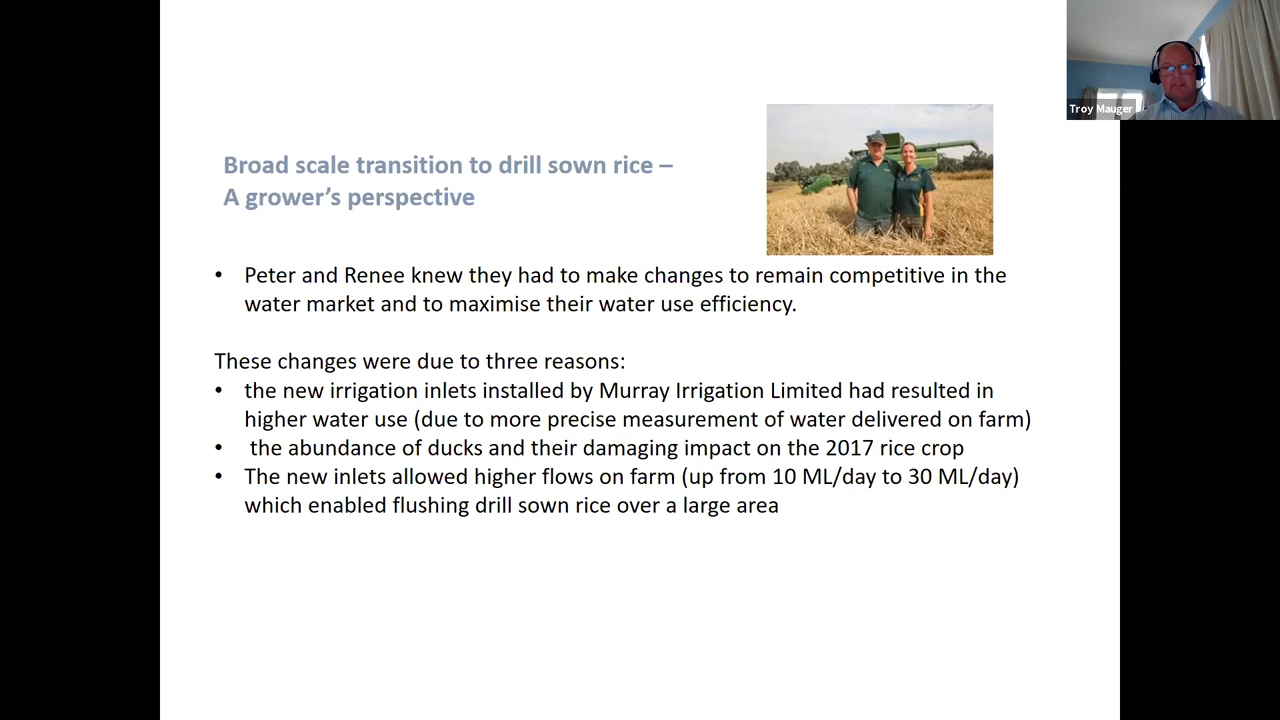 Troy Mauger
Broad scale transition to drill sown rice –
A grower's perspective
• Peter and Renee knew they had to make changes to remain competitive in the
water market and to maximise their water use efficiency.
These changes were due to three reasons:
• the new irrigation inlets installed by Murray Irrigation Limited had resulted in
higher water use (due to more precise measurement of water delivered on farm)
• the abundance of ducks and their damaging impact on the 2017 rice crop
• The new inlets allowed higher flows on farm (up from 10 ML/day to 30 ML/day)
which enabled flushing drill sown rice over a large area